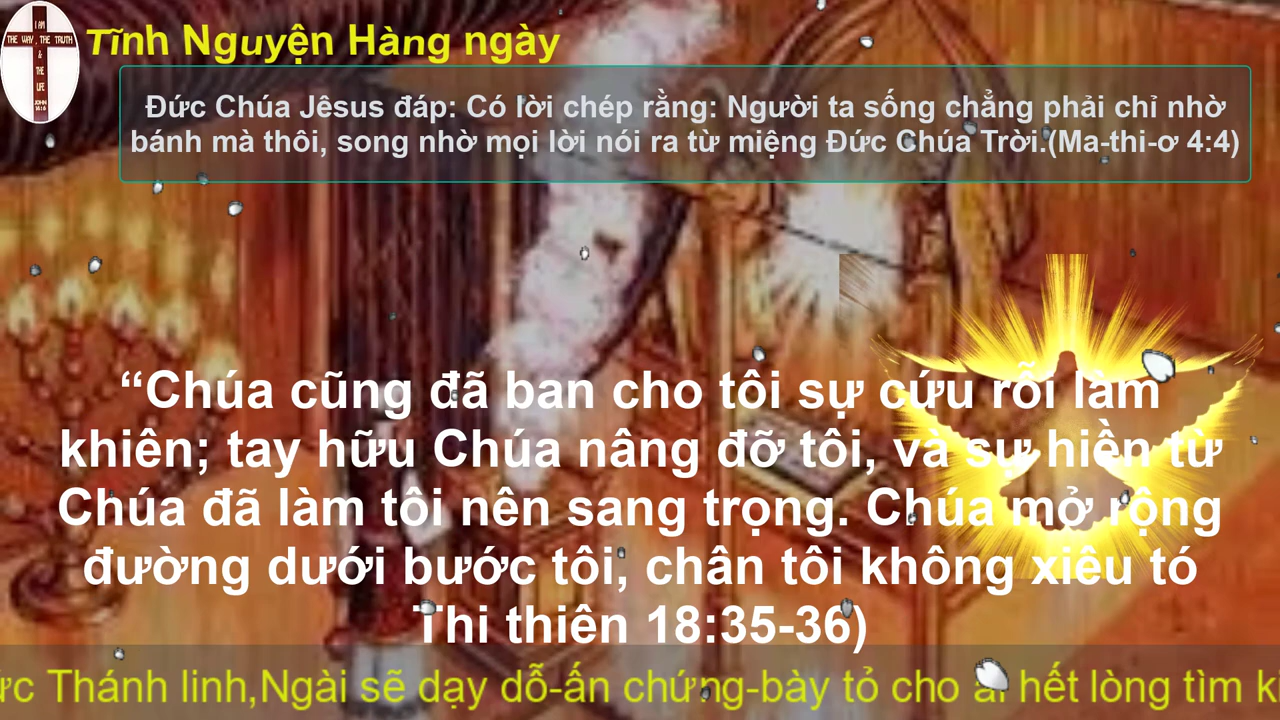 I AM
THE WAY, THE TRUTH
&
THE
LIFE
JOHN
Tĩnh Nguyện Hàng ngày
Đức Chúa Jêsus đáp: Có lời chép rằng: Người ta sống chẳng phải chỉ nhờ
bánh mà thôi, song nhờ mọi lời nói ra từ miệng Đức Chúa Trời.(Ma-thi-ơ 4:4)
“Chúa cũng đã ban cho tôi sự cứu rỗi làm
khiên; tay hữu Chúa nâng đỡ tôi, và sự hiền từ
Chúa đã làm tôi nên sang trọng. Chúa mở rộng
đường dưới bước tôi, chân tôi không xiêu tó
Thi thiên 18:35-36)
Thánh linh,Ngài sẽ dạy dỗ-ấn chứng-bày tỏ cho ai hết lòng tìm